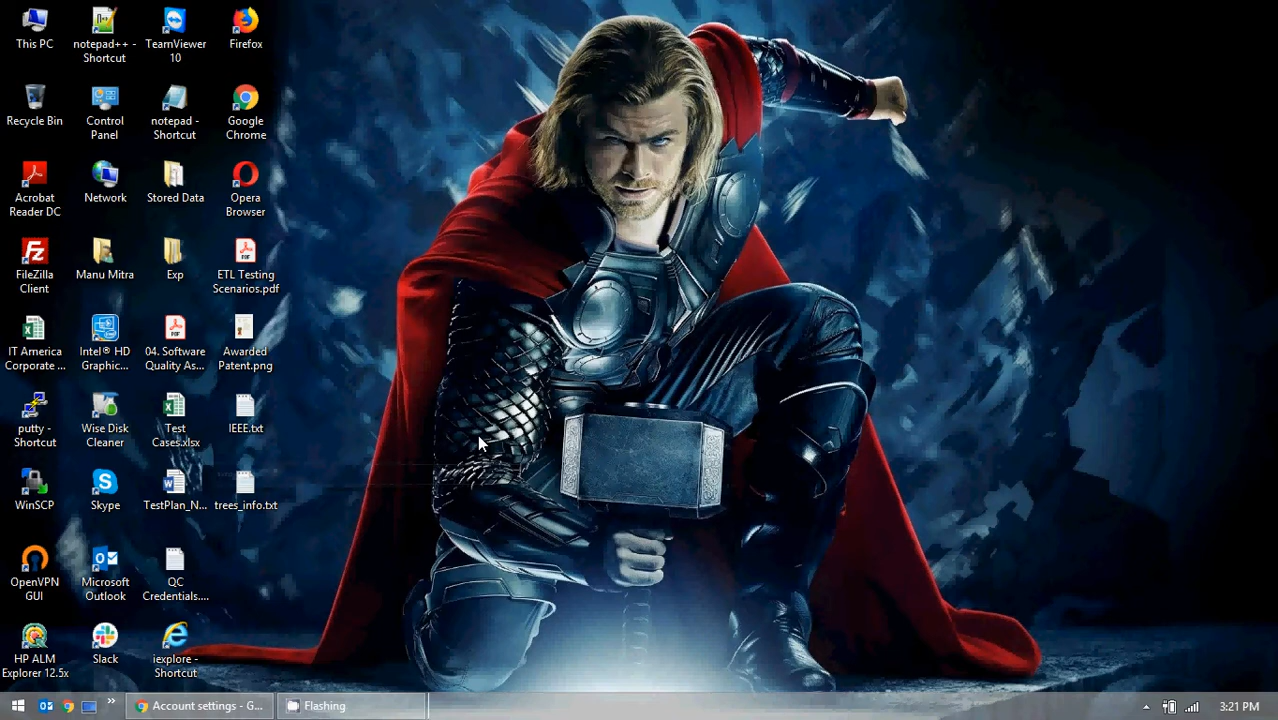 This PC
notepad++ -
Shortcut
TeamViewer
10
Firefox
Recycle Bin
Control
Panel
notepad -
Shortcut
Google
Chrome
Acrobat
Reader DC
Network
Stored Data
Opera
Browser
FileZilla
Client
Manu Mitra
Exp
ETL Testing
Scenarios.pdf
IT America
Corporate ...
Intel® HD
Graphic...
04. Software
Quality As...
Awarded
Patent.png
putty -
Shortcut
Wise Disk
Cleaner
Test
Cases.xlsx
IEEE.txt
WinSCP
Skype
TestPlan_N...
trees_info.txt
OpenVPN
GUI
Microsoft
Outlook
QC
Credentials....
HP ALM
Explorer 12.5x
Slack
iexplore -
Shortcut
Account settings - G...
Flashing
3:21 PM